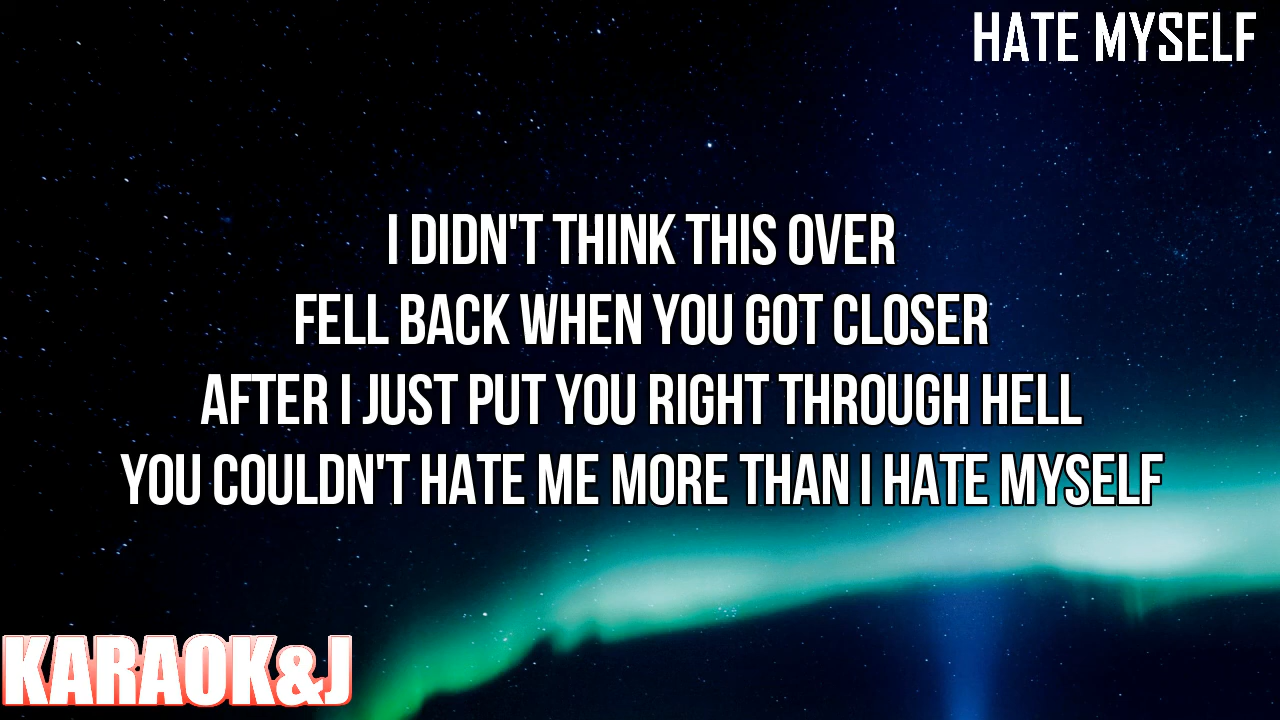 HATE MYSELF
I DIDN'T THINK THIS OVER
FELL BACK WHEN YOU GOT CLOSER
AFTER I JUST PUT YOU RIGHT THROUGH HELL
YOU COULDN'T HATE ME MORE THAN I HATE MYSELF
KARAOK&J